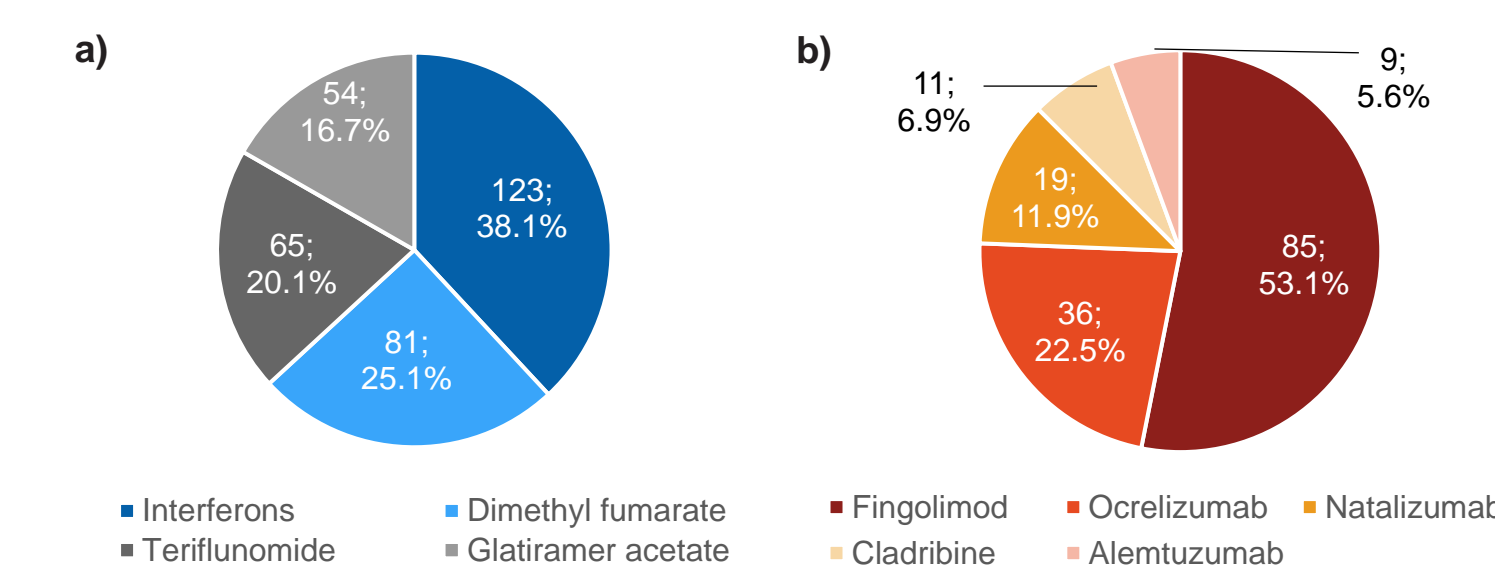 a)
54;
16.7%
123;
38.1%
65;
20.1%
81;
25.1%
Interferons
Dimethyl fumarate
Teriflunomide
Glatiramer acetate
b)
11;
6.9%
9;
5.6%
19;
11.9%
85;
53.1%
36;
22.5%
Fingolimod
Ocrelizumab
Natalizumab
Cladribine
Alemtuzumab